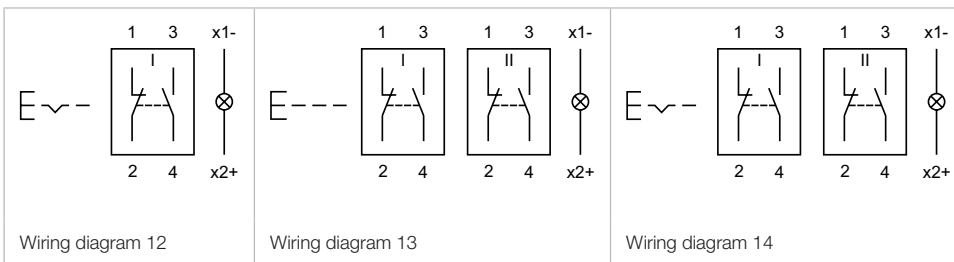 1 3 x1-
I
2 4 x2+
Wiring diagram 12
1 3 1 3 x1-
I II
2 4 2 4 x2+
Wiring diagram 13
1 3 1 3 x1-
I II
2 4 2 4 x2+
Wiring diagram 14